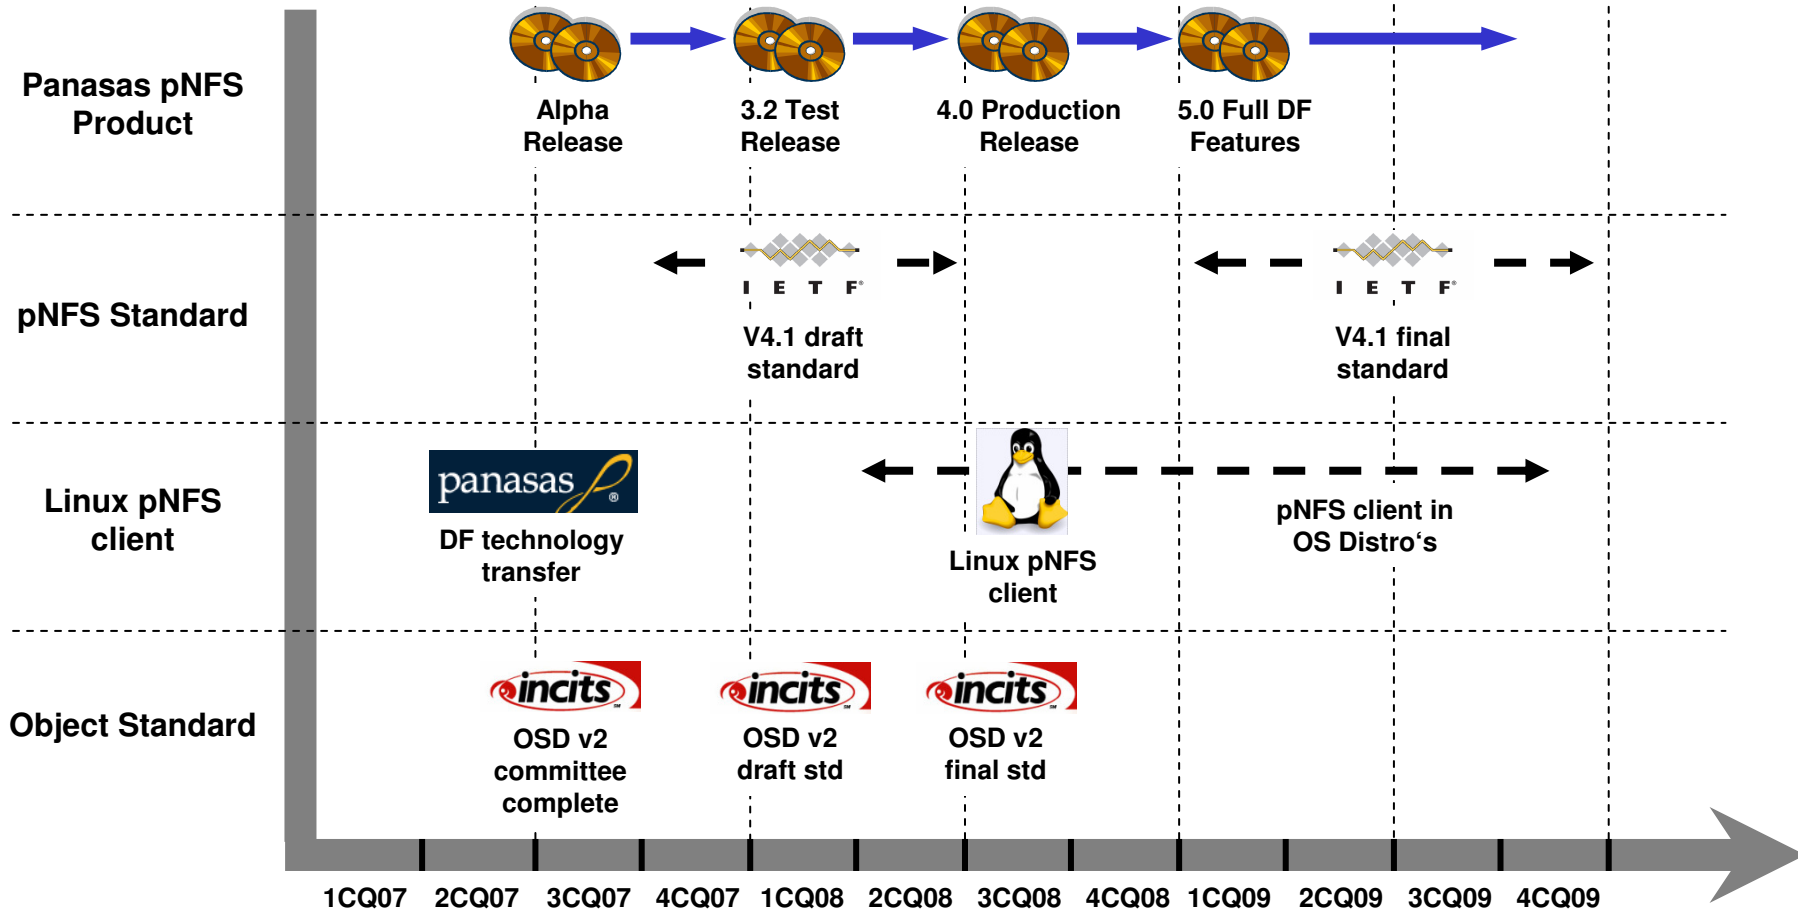 Panasas pNFS
Product
Alpha
Release
3.2 Test
Release
4.0 Production
Release
5.0 Full DF
Features
pNFS Standard
I E T F®
V4.1 draft
standard
I E T F®
V4.1 final
standard
Linux pNFS
client
panasas ®
DF technology
transfer
Linux pNFS
client
pNFS client in
OS Distro‘s
Object Standard
incits TM
OSD v2
committee
complete
incits TM
OSD v2
draft std
incits TM
OSD v2
final std
1CQ07 2CQ07 3CQ07 4CQ07 1CQ08 2CQ08 3CQ08 4CQ08 1CQ09 2CQ09 3CQ09 4CQ09